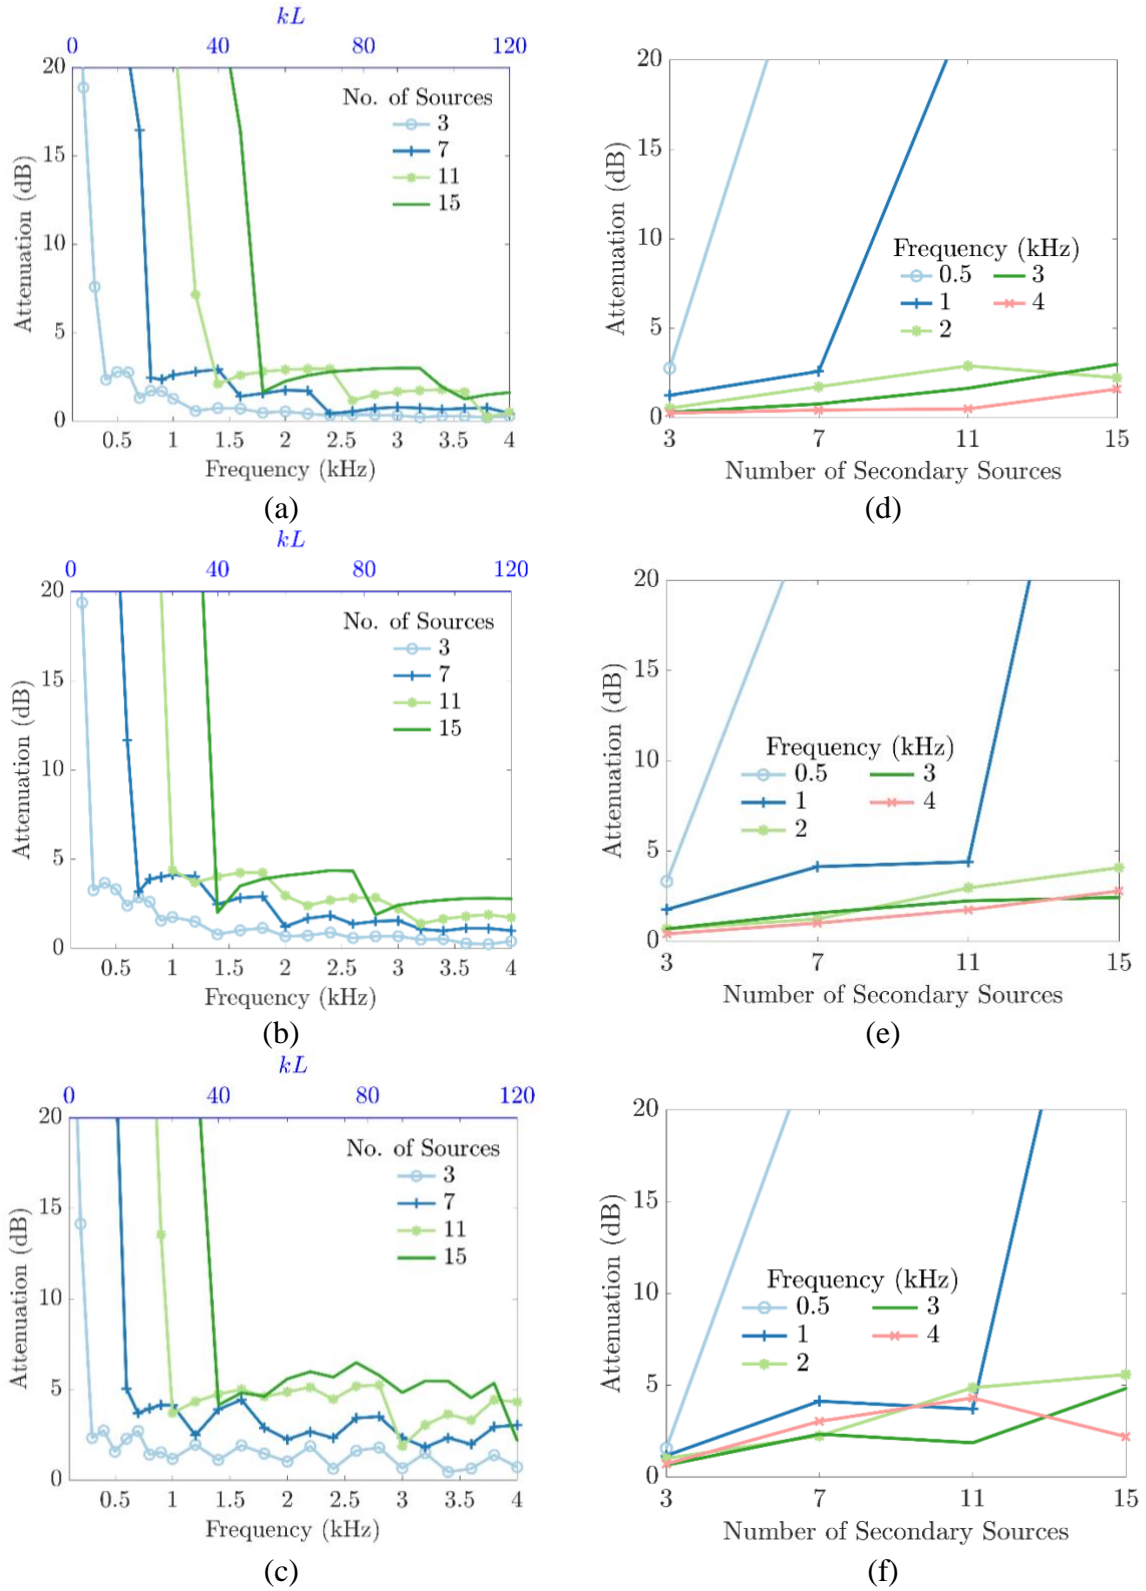 kL
0 40 80 120
20
15
10
5
0
Attenuation (dB)
No. of Sources
3
7
11
15
0.5 1 1.5 2 2.5 3 3.5 4
Frequency (kHz)
(a)
20
15
10
5
0
Attenuation (dB)
Frequency (kHz)
0.5 3
1 4
2
3 7 11 15
Number of Secondary Sources
(d)
kL
0 40 80 120
20
15
10
5
0
Attenuation (dB)
No. of Sources
3
7
11
15
0.5 1 1.5 2 2.5 3 3.5 4
Frequency (kHz)
(b)
20
15
10
5
0
Attenuation (dB)
Frequency (kHz)
0.5 3
1 4
2
3 7 11 15
Number of Secondary Sources
(e)
kL
0 40 80 120
20
15
10
5
0
Attenuation (dB)
No. of Sources
3
7
11
15
0.5 1 1.5 2 2.5 3 3.5 4
Frequency (kHz)
(c)
20
15
10
5
0
Attenuation (dB)
Frequency (kHz)
0.5 3
1 4
2
3 7 11 15
Number of Secondary Sources
(f)